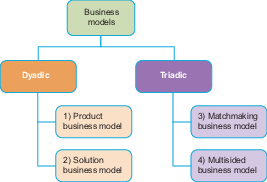 Business
models
Dyadic
Triadic
1) Product
business model
3) Matchmaking
business model
2) Solution
business model
4) Multisided
business model